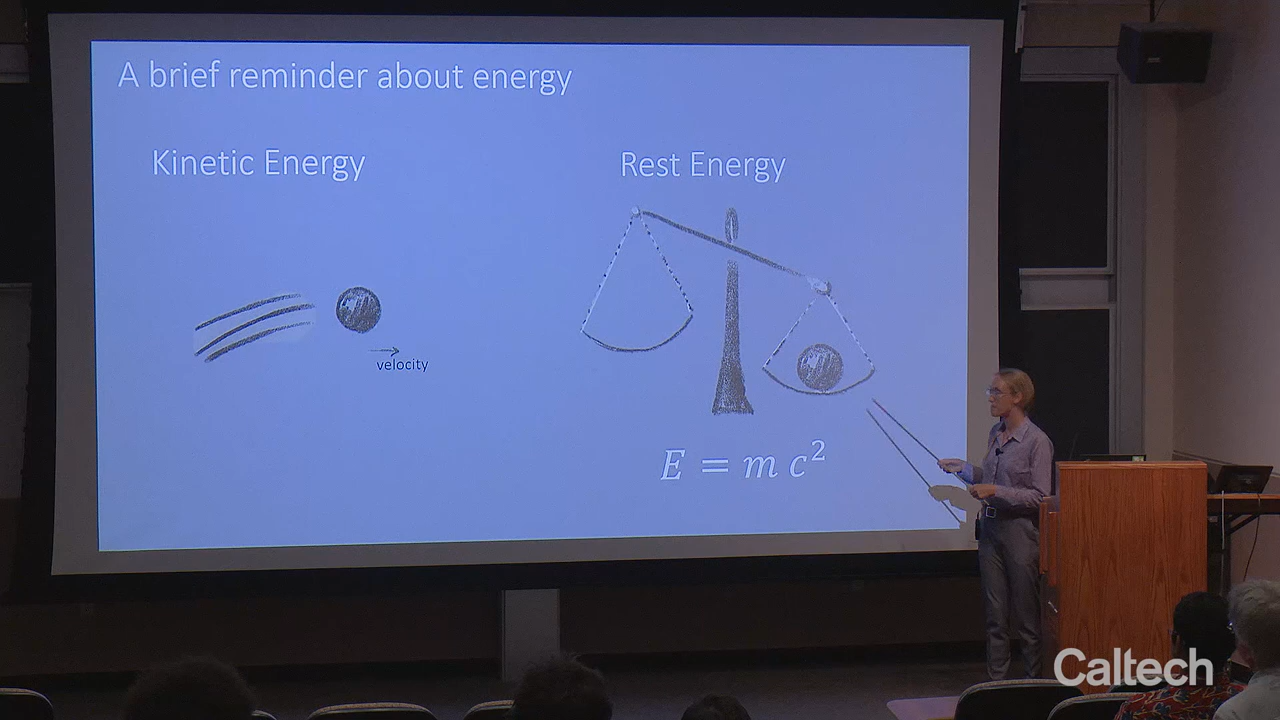 A brief reminder about energy
Kinetic Energy
Rest Energy
velocity
E = m c²
Caltech